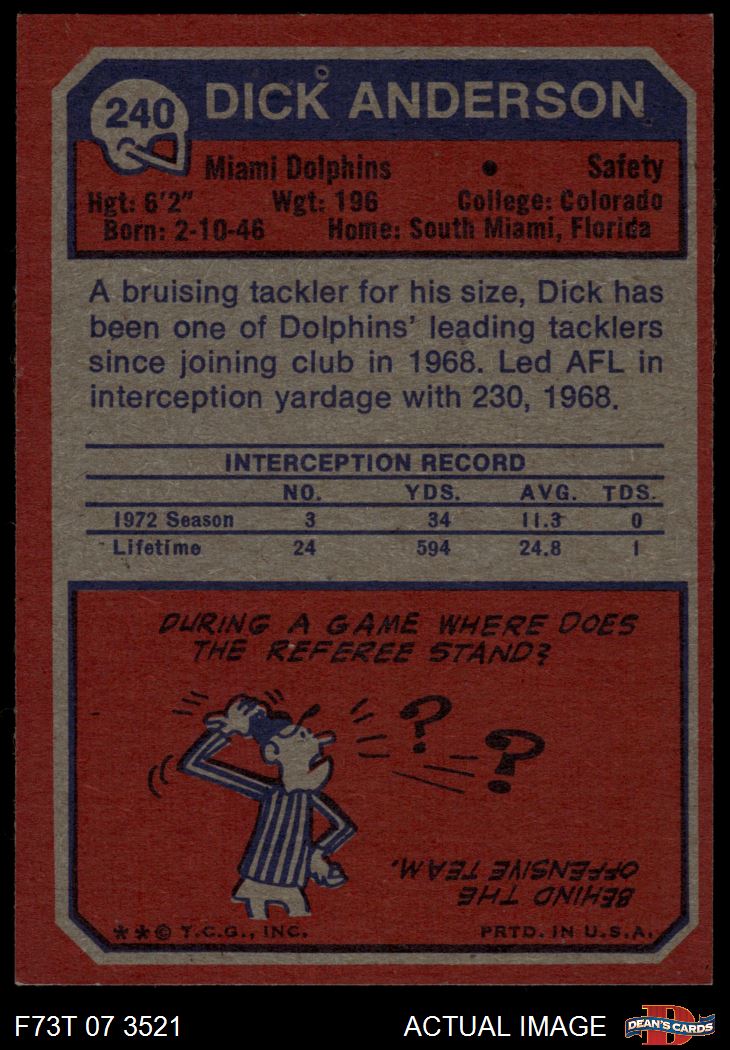 240
DICK ANDERSON
Miami Dolphins • Safety
Hgt: 6'2" Wgt: 196 College: Colorado
Born: 2-10-46 Home: South Miami, Florida
A bruising tackler for his size, Dick has
been one of Dolphins' leading tacklers
since joining club in 1968. Led AFL in
interception yardage with 230, 1968.
INTERCEPTION RECORD
NO. YDS. AVG. TDS.
1972 Season 3 34 11.3 0
Lifetime 24 594 24.8 1
DURING A GAME WHERE DOES
THE REFEREE STAND?
? ?
BEHIND THE
OFFENSIVE TEAM.
**© T.C.G., INC. PRTD. IN U.S.A.
F73T 07 3521 ACTUAL IMAGE
D
DEAN'S CARDS